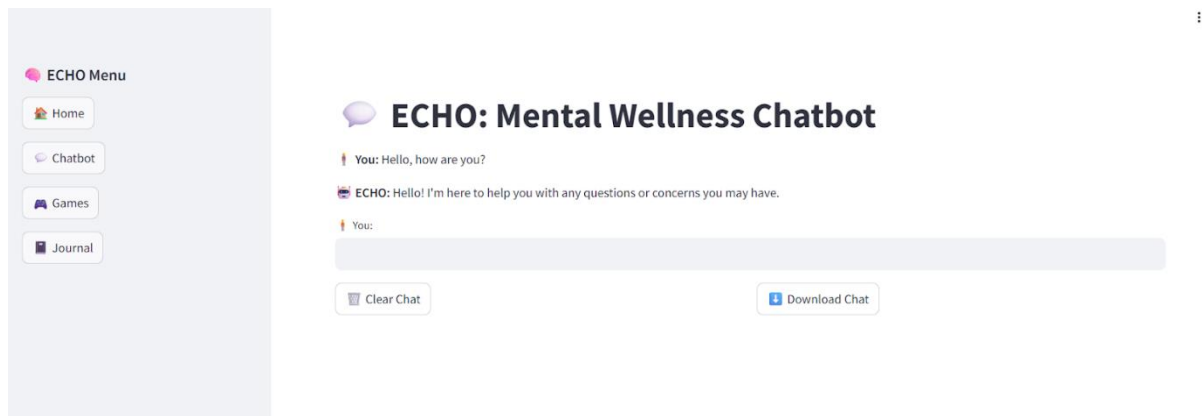 ECHO Menu
Home
Chatbot
Games
Journal
ECHO: Mental Wellness Chatbot
You: Hello, how are you?
ECHO: Hello! I'm here to help you with any questions or concerns you may have.
You:
Clear Chat
Download Chat